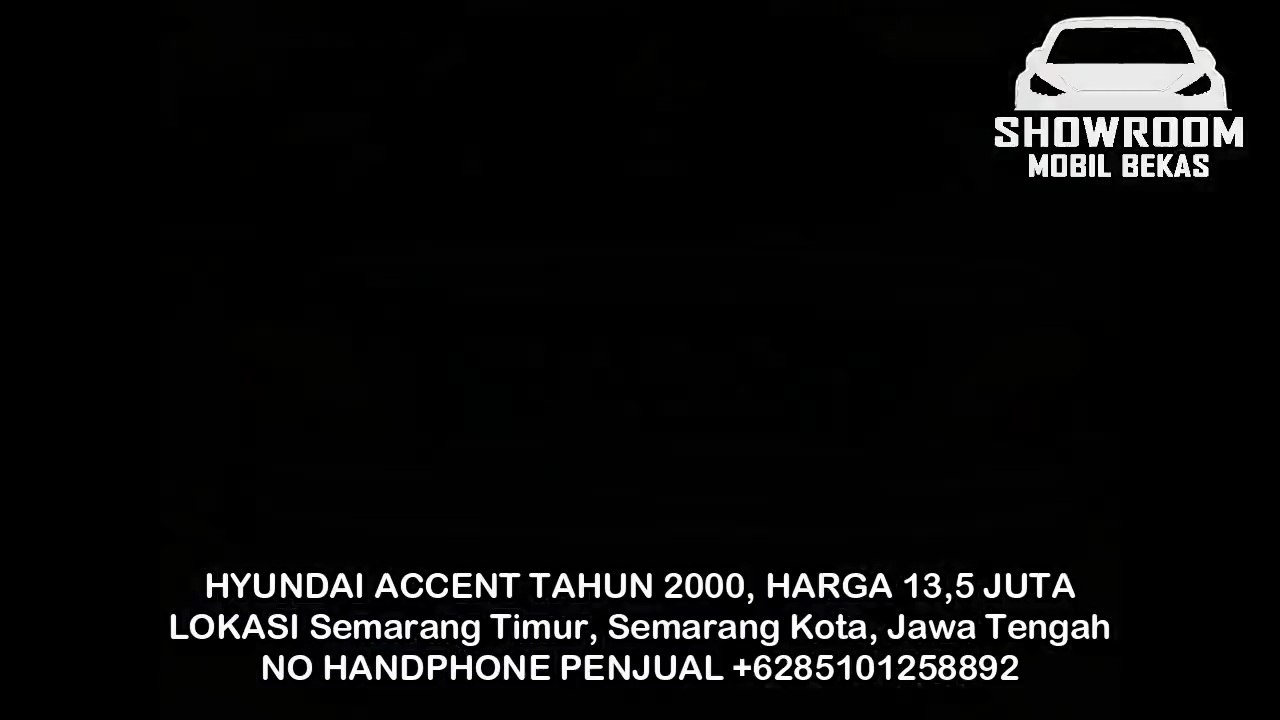 SHOWROOM
MOBIL BEKAS
HYUNDAI ACCENT TAHUN 2000, HARGA 13,5 JUTA
LOKASI Semarang Timur, Semarang Kota, Jawa Tengah
NO HANDPHONE PENJUAL +6285101258892